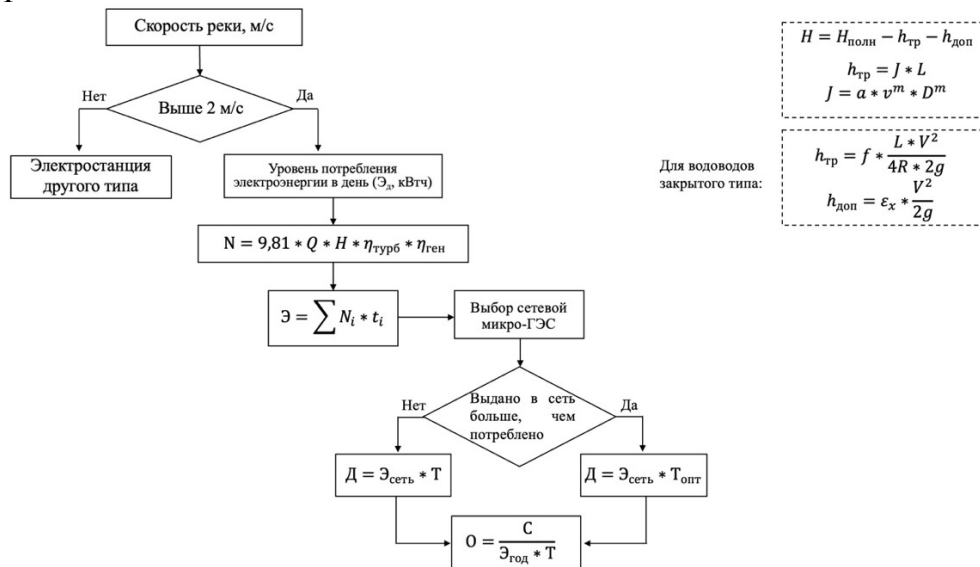 Скорость реки, м/с
Нет
Да
Выше 2 м/с
Электростанция
другого типа
Уровень потребления
электроэнергии в день (Эд, кВтч)
N = 9,81 * Q * H * ηтурб * ηген
Э = ∑ Ni * ti
Выбор сетевой
микро-ГЭС
Нет
Да
Выдано в сеть
больше, чем
потреблено
Д = Эсеть * Т
Д = Эсеть * Топт
О = С / Эгод * Т
H = Hполн − hтр − hдоп
hтр = J * L
J = a * v^m * D^m
Для водоводов
закрытого типа:
hтр = f * L * V² / 4R * 2g
hдоп = εx * V² / 2g